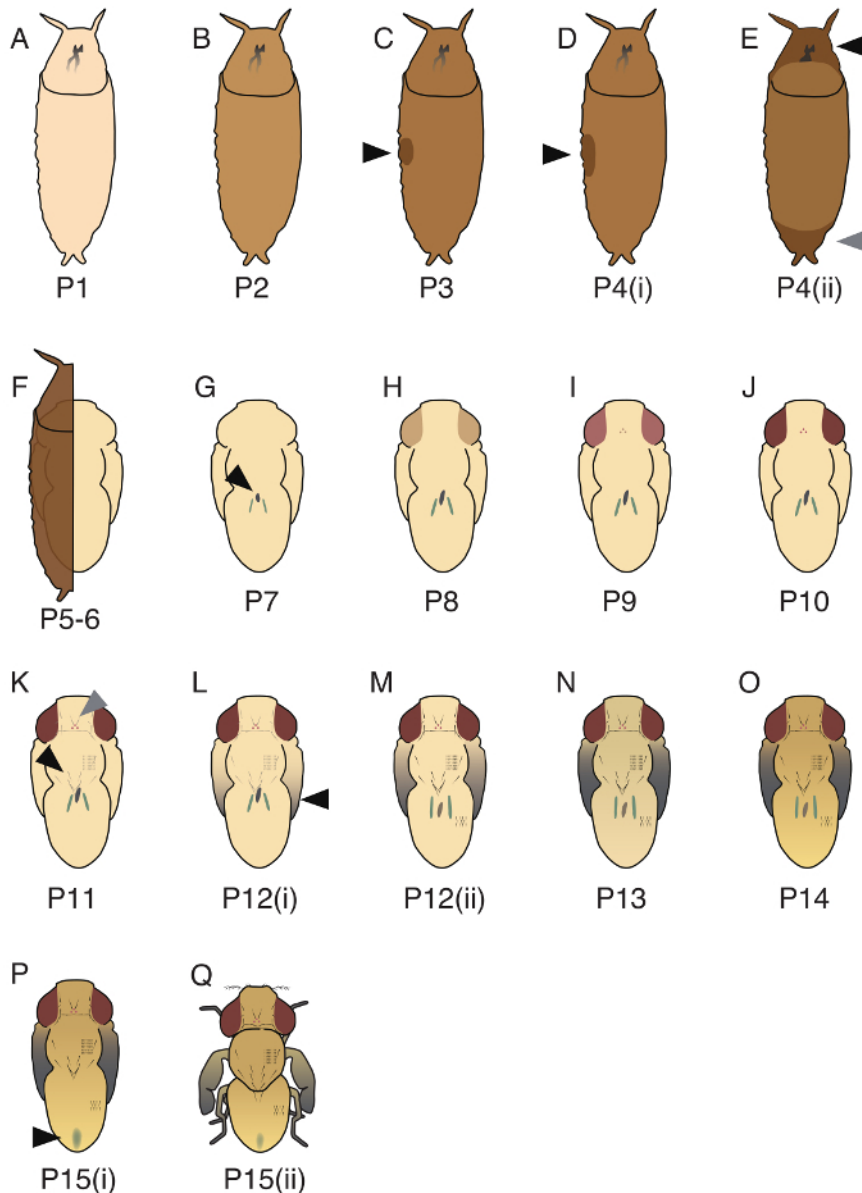 A B C D E
P1 P2 P3 P4(i) P4(ii)
F G H I J
P5-6 P7 P8 P9 P10
K L M N O
P11 P12(i) P12(ii) P13 P14
P Q
P15(i) P15(ii)